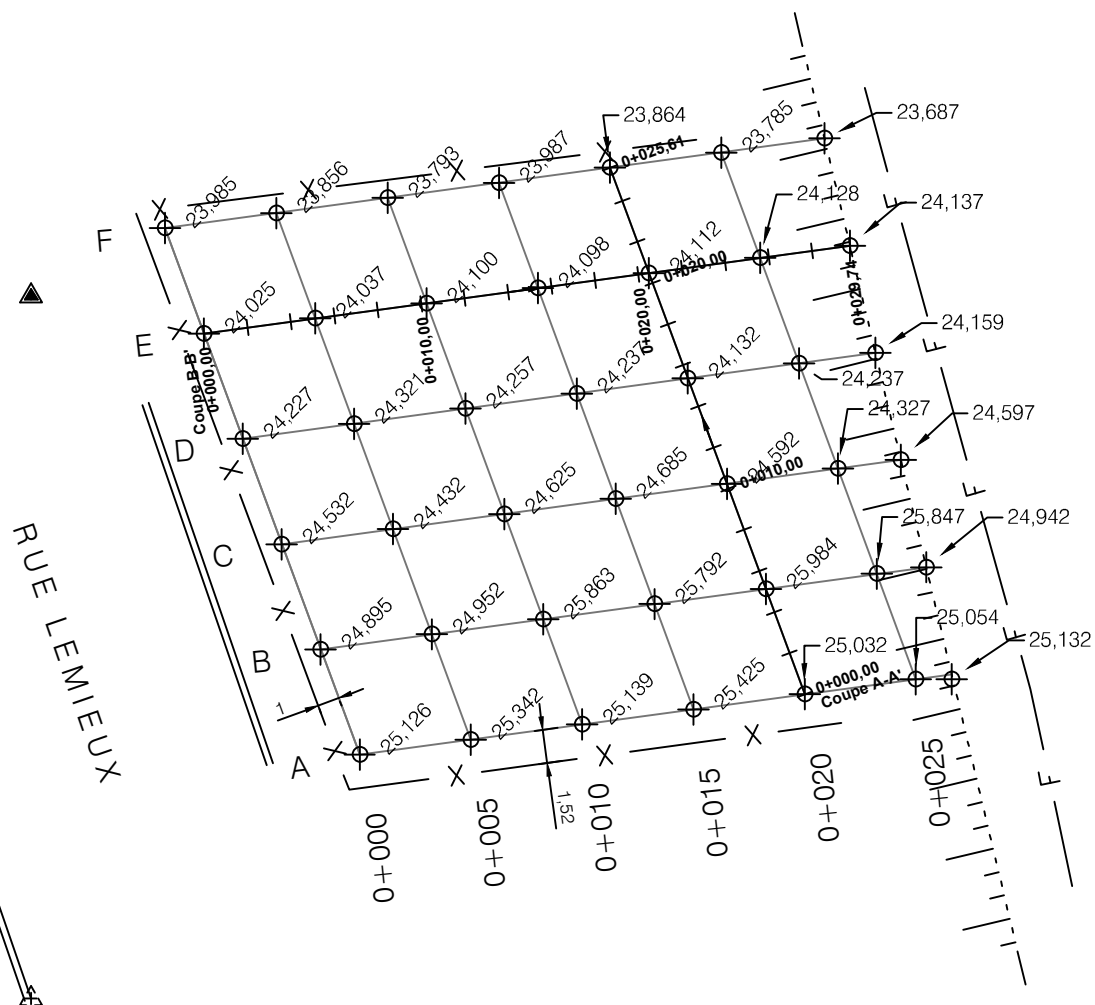 23,864
23,687
23,985
23,856
23,793
23,987
0+025,61
23,785
F
24,128
24,137
F
24,025
24,037
24,100
24,098
24,112
0+020,00
0+029,74
E
Coupe B-B'
0+000,00
0+010,00
0+020,00
24,159
F
24,227
24,321
24,257
24,237
24,132
24,237
D
24,327
24,597
24,532
24,432
24,625
24,685
24,592
0+010,00
F
C
25,847
24,942
24,895
24,952
25,863
25,792
25,984
B
25,054
F
25,132
1
25,126
25,342
25,139
25,425
25,032
0+000,00
Coupe A-A'
A
X
X
X
F
1,52
0+000
0+005
0+010
0+015
0+020
0+025
RUE LEMIEUX
X
X
X
X
X
X
X
X
F